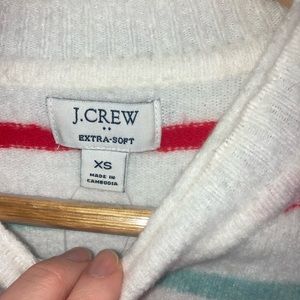 J.CREW
EXTRA-SOFT
XS
MADE IN
CAMBODIA